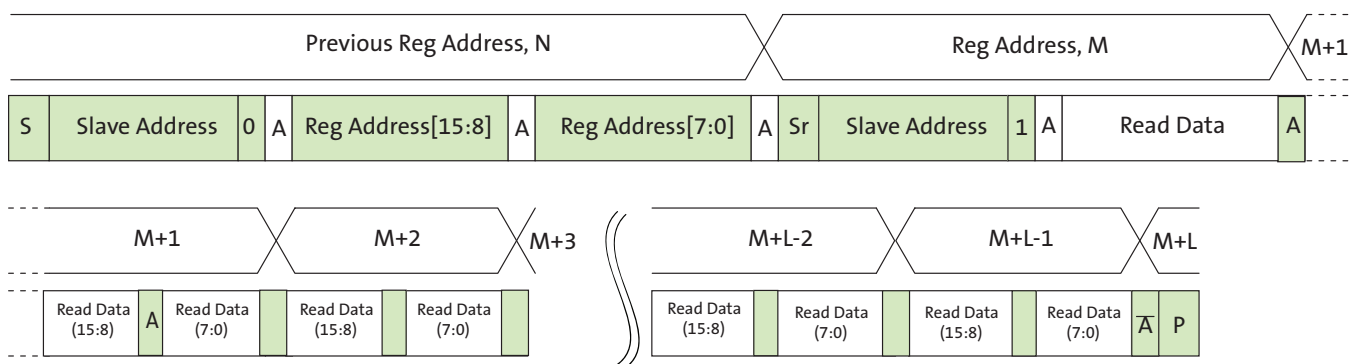 Previous Reg Address, N Reg Address, M M+1
S Slave Address 0 A Reg Address[15:8] A Reg Address[7:0] A Sr Slave Address 1 A Read Data A
M+1 M+2 M+3 M+L-2 M+L-1 M+L
Read Data (15:8) A Read Data (7:0) Read Data (15:8) Read Data (7:0) Read Data (15:8) Read Data (7:0) Read Data (15:8) Read Data (7:0) A̅ P